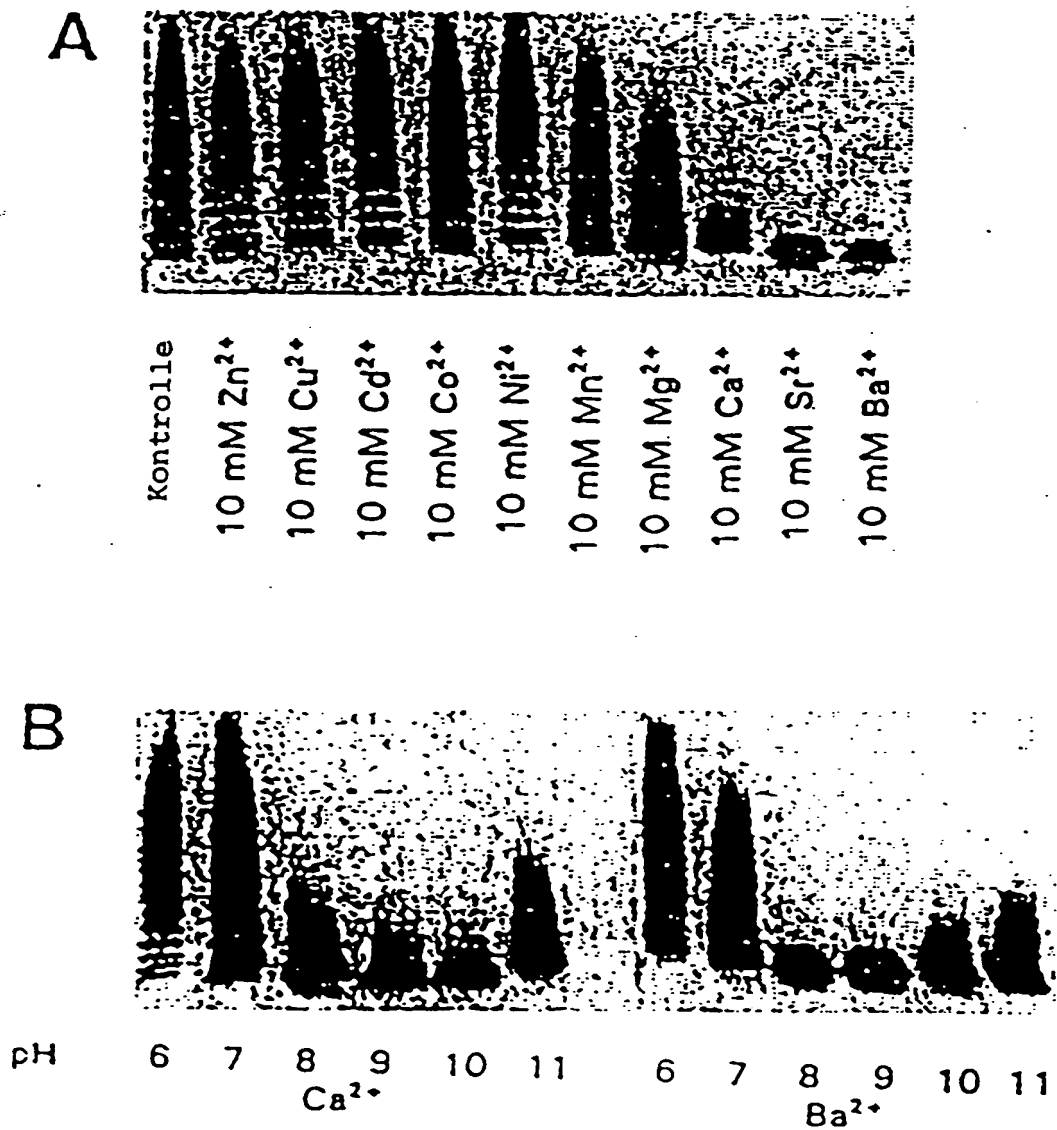 A
Kontrolle
10 mM Zn²⁺
10 mM Cu²⁺
10 mM Cd²⁺
10 mM Co²⁺
10 mM Ni²⁺
10 mM Mn²⁺
10 mM Mg²⁺
10 mM Ca²⁺
10 mM Sr²⁺
10 mM Ba²⁺
B
pH 6 7 8 9 10 11 6 7 8 9 10 11
Ca²⁺ Ba²⁺